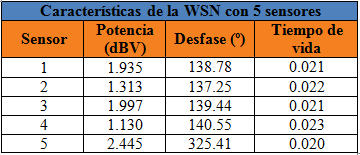 Características de la WSN con 5 sensores
Sensor Potencia (dBV) Desfase (º) Tiempo de vida
1 1.935 138.78 0.021
2 1.313 137.25 0.022
3 1.997 139.44 0.021
4 1.130 140.55 0.023
5 2.445 325.41 0.020